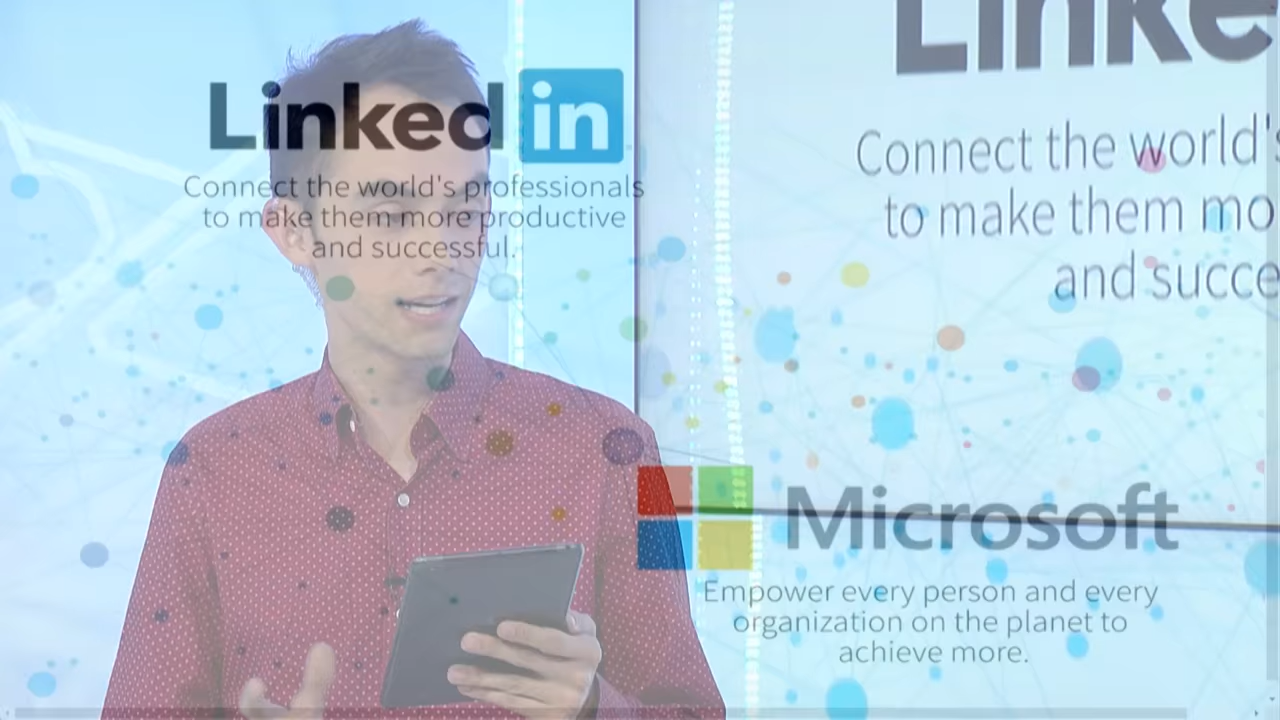 Linked in
Connect the world's professionals
to make them more productive
and successful.
Linke
Connect the world's
to make them mo
and succe
Microsoft
Empower every person and every
organization on the planet to
achieve more.